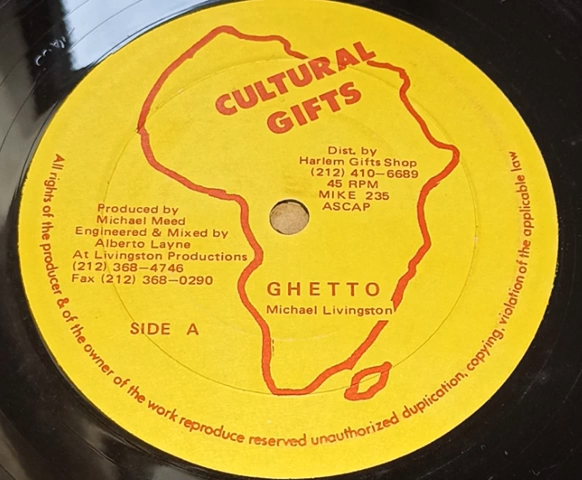 CULTURAL
GIFTS
Dist. by
Harlem Gifts Shop
(212) 410—6689
45 RPM
MIKE 235
ASCAP
Produced by
Michael Meed
Engineered & Mixed by
Alberto Layne
At Livingston Productions
(212) 368—4746
Fax (212) 368—0290
GHETTO
Michael Livingston
SIDE A
All rights of the producer & of the owner of the work reproduce reserved unauthorized duplication, copying, violation of the applicable law